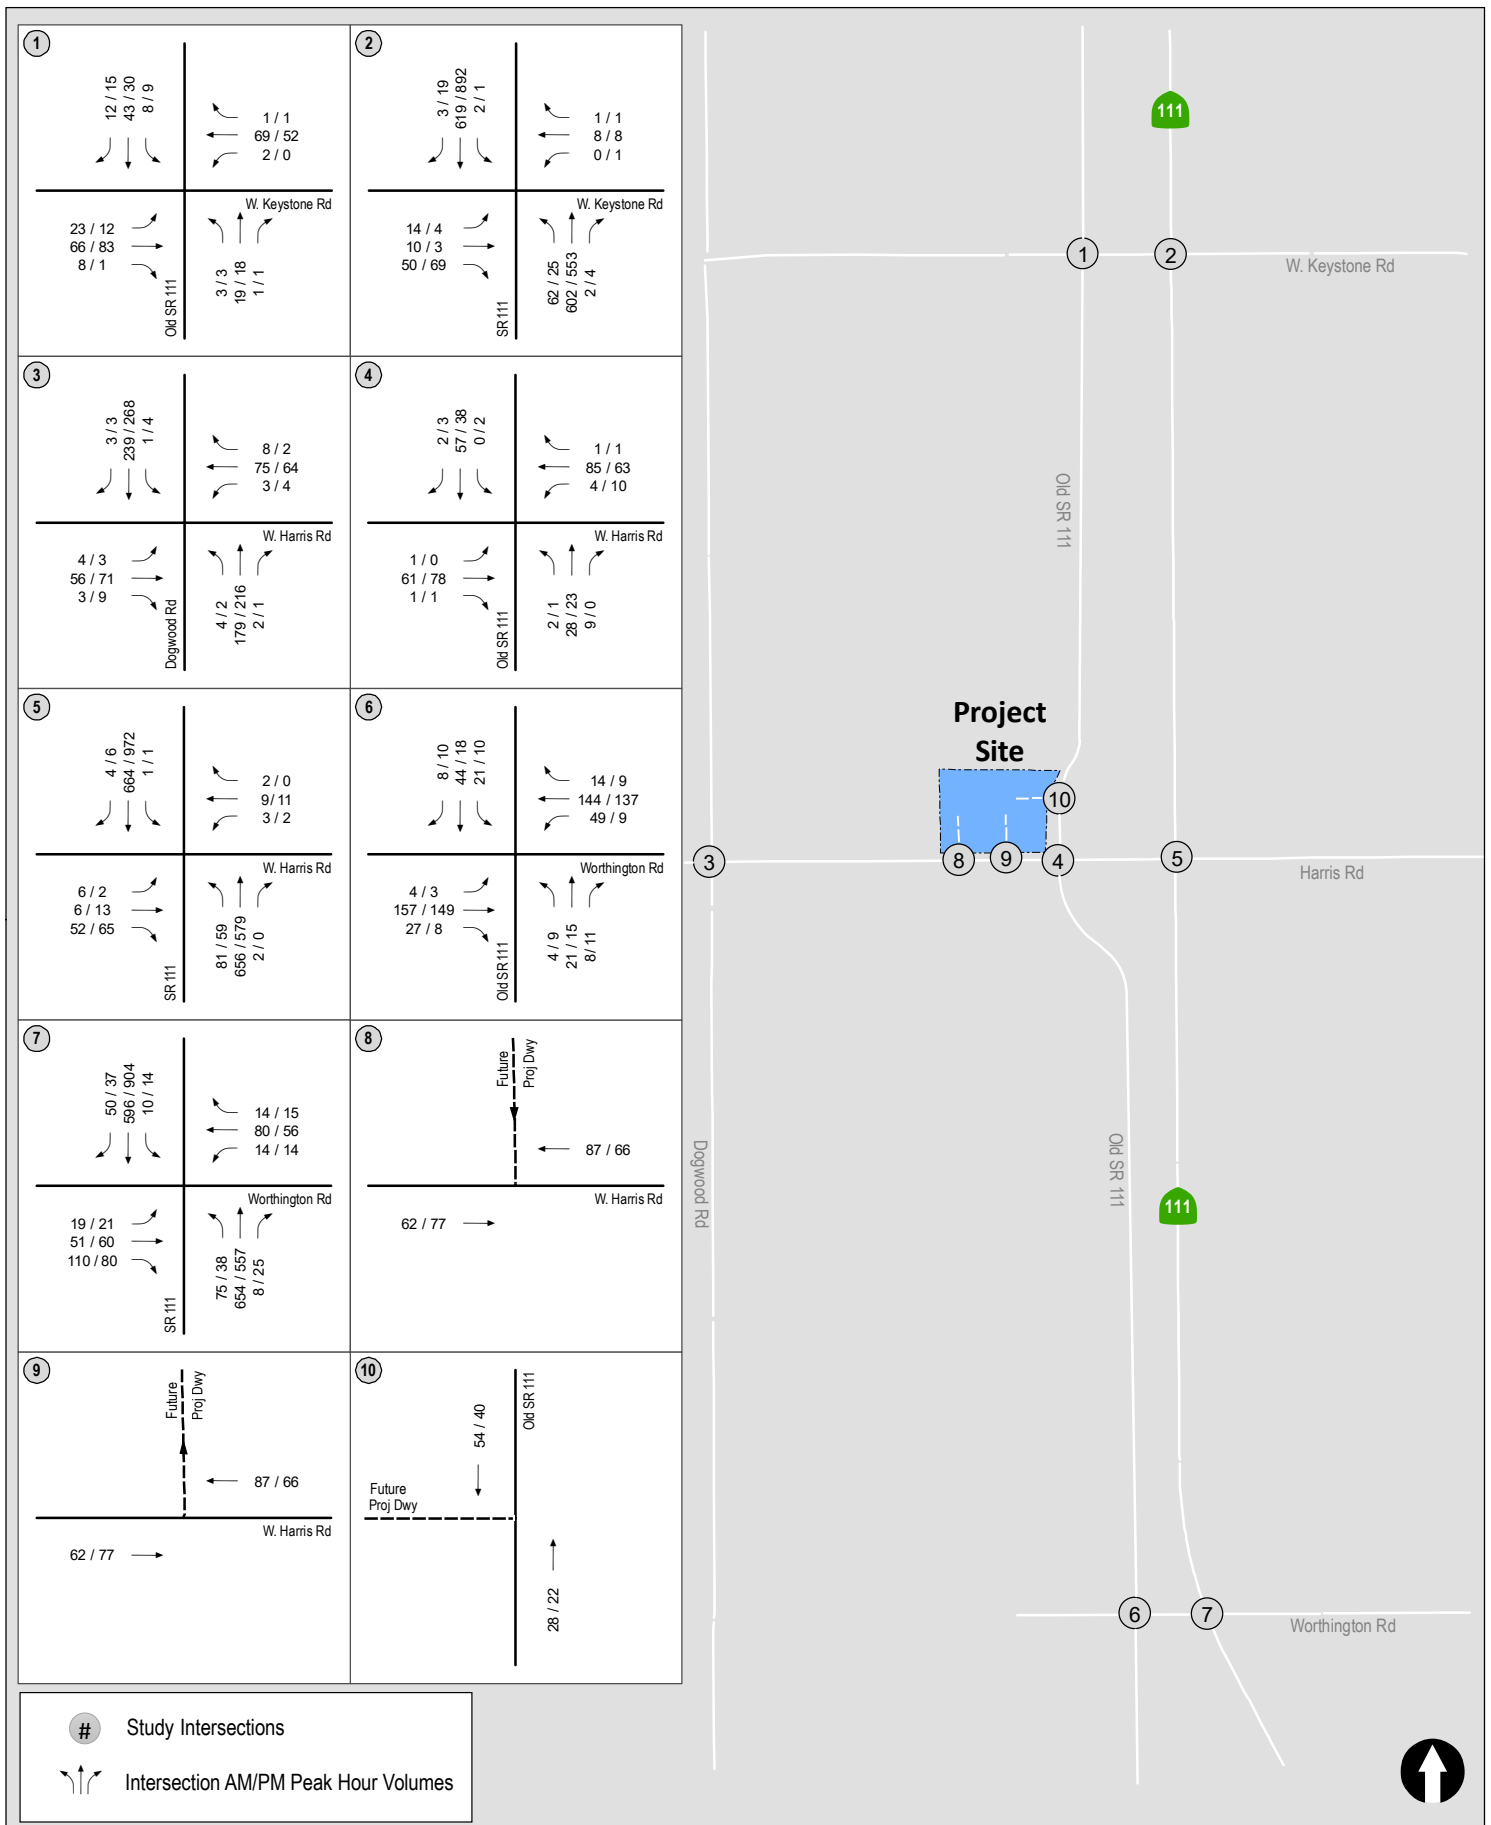 1
12 / 15
43 / 30
8 / 9
1 / 1
69 / 52
2 / 0
W. Keystone Rd
23 / 12
66 / 83
8 / 1
Old SR 111
3 / 3
19 / 18
1 / 1
2
3 / 19
619 / 892
2 / 1
1 / 1
8 / 8
0 / 1
W. Keystone Rd
14 / 4
10 / 3
50 / 69
SR 111
62 / 25
602 / 553
2 / 4
3
3 / 3
239 / 268
1 / 4
8 / 2
75 / 64
3 / 4
W. Harris Rd
4 / 3
56 / 71
3 / 9
Dogwood Rd
4 / 2
179 / 216
2 / 1
4
2 / 3
57 / 38
0 / 2
1 / 1
85 / 63
4 / 10
W. Harris Rd
1 / 0
61 / 78
1 / 1
Old SR 111
2 / 1
28 / 23
9 / 0
5
4 / 6
664 / 972
1 / 1
2 / 0
9 / 11
3 / 2
W. Harris Rd
6 / 2
6 / 13
52 / 65
SR 111
81 / 59
656 / 579
2 / 0
6
8 / 10
44 / 18
21 / 10
14 / 9
144 / 137
49 / 9
Worthington Rd
4 / 3
157 / 149
27 / 8
Old SR 111
4 / 9
21 / 15
8 / 11
7
50 / 37
596 / 904
10 / 14
14 / 15
80 / 56
14 / 14
Worthington Rd
19 / 21
51 / 60
110 / 80
SR 111
75 / 38
654 / 557
8 / 25
8
Future
Proj Dwy
87 / 66
W. Harris Rd
62 / 77
9
Future
Proj Dwy
87 / 66
W. Harris Rd
62 / 77
10
54 / 40
Old SR 111
Future
Proj Dwy
28 / 22
# Study Intersections
Intersection AM/PM Peak Hour Volumes
111
1
2
W. Keystone Rd
Old SR 111
Project
Site
10
3
8
9
4
5
Harris Rd
Dogwood Rd
Old SR 111
111
6
7
Worthington Rd